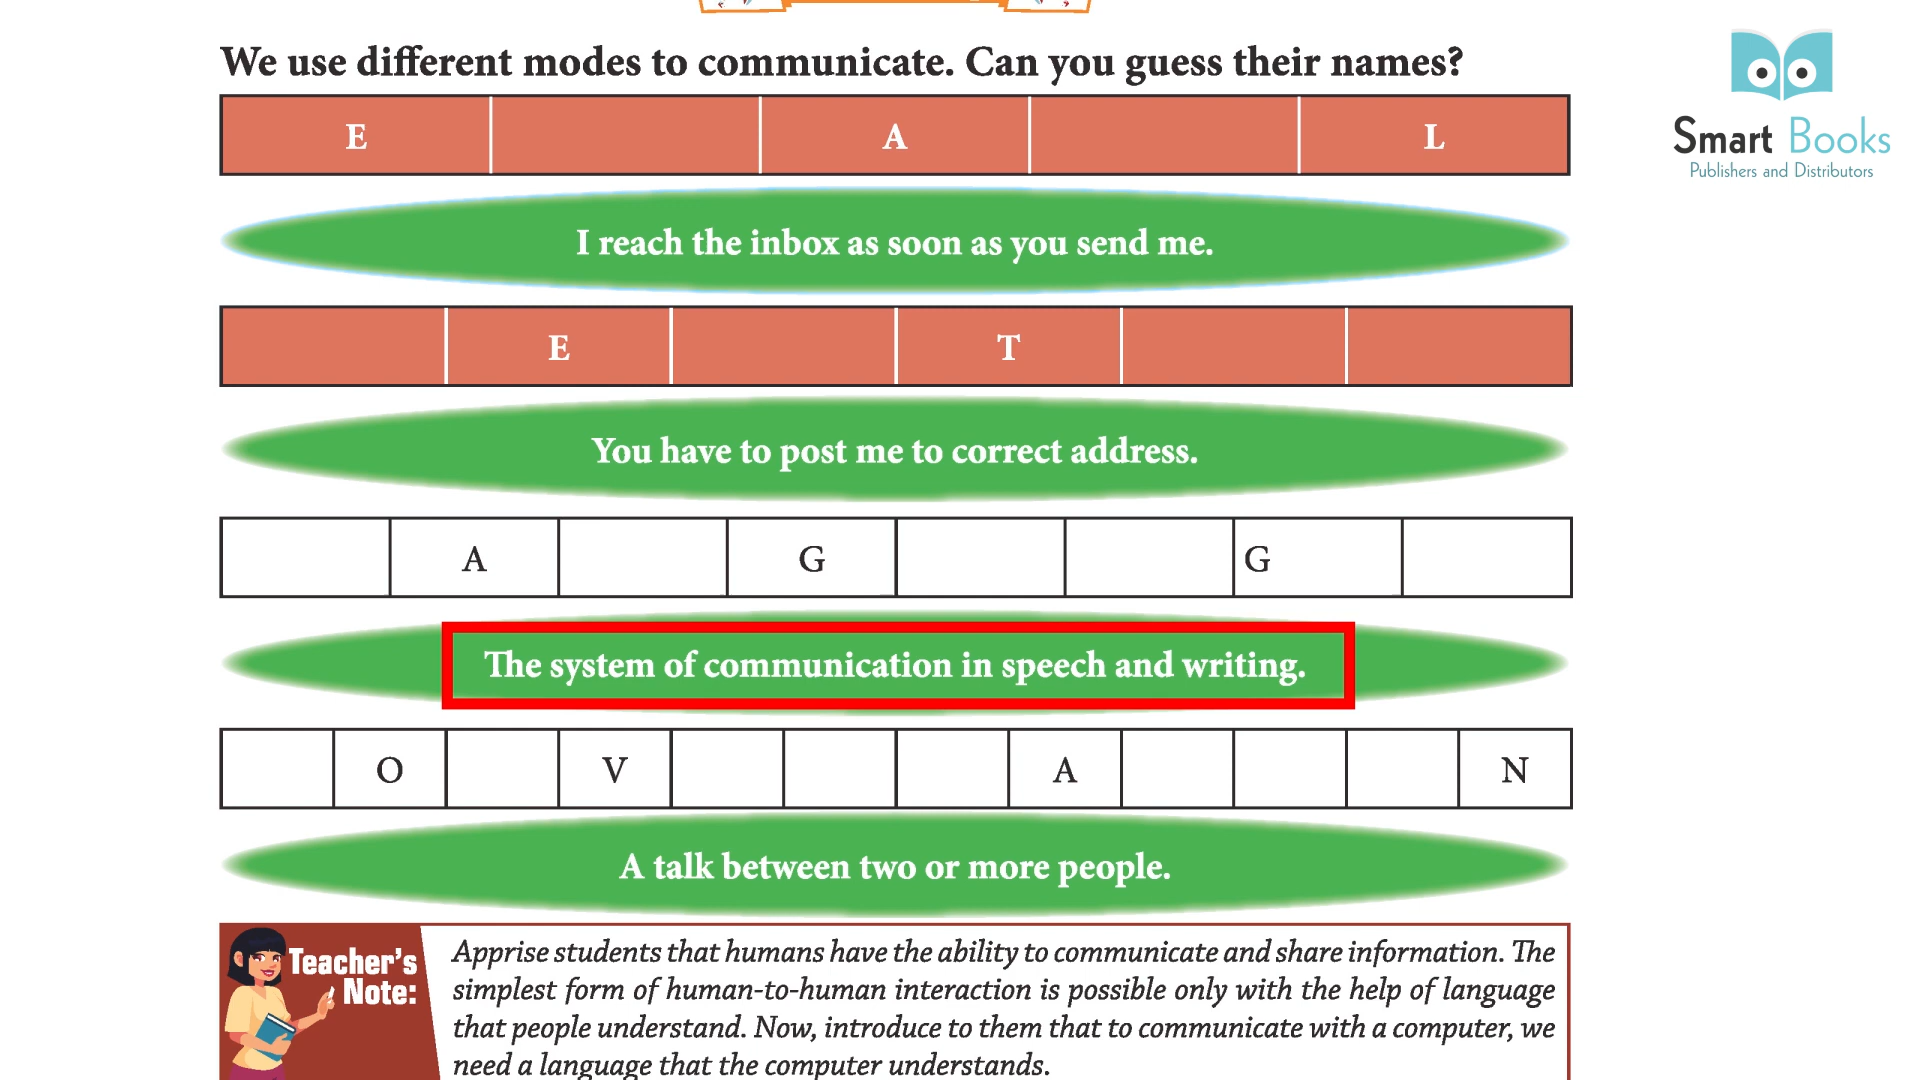 We use different modes to communicate. Can you guess their names?
Smart Books
Publishers and Distributors
E A L
I reach the inbox as soon as you send me.
E T
You have to post me to correct address.
A G G
The system of communication in speech and writing.
O V A N
A talk between two or more people.
Teacher's
Note:
Apprise students that humans have the ability to communicate and share information. The
simplest form of human-to-human interaction is possible only with the help of language
that people understand. Now, introduce to them that to communicate with a computer, we
need a language that the computer understands.